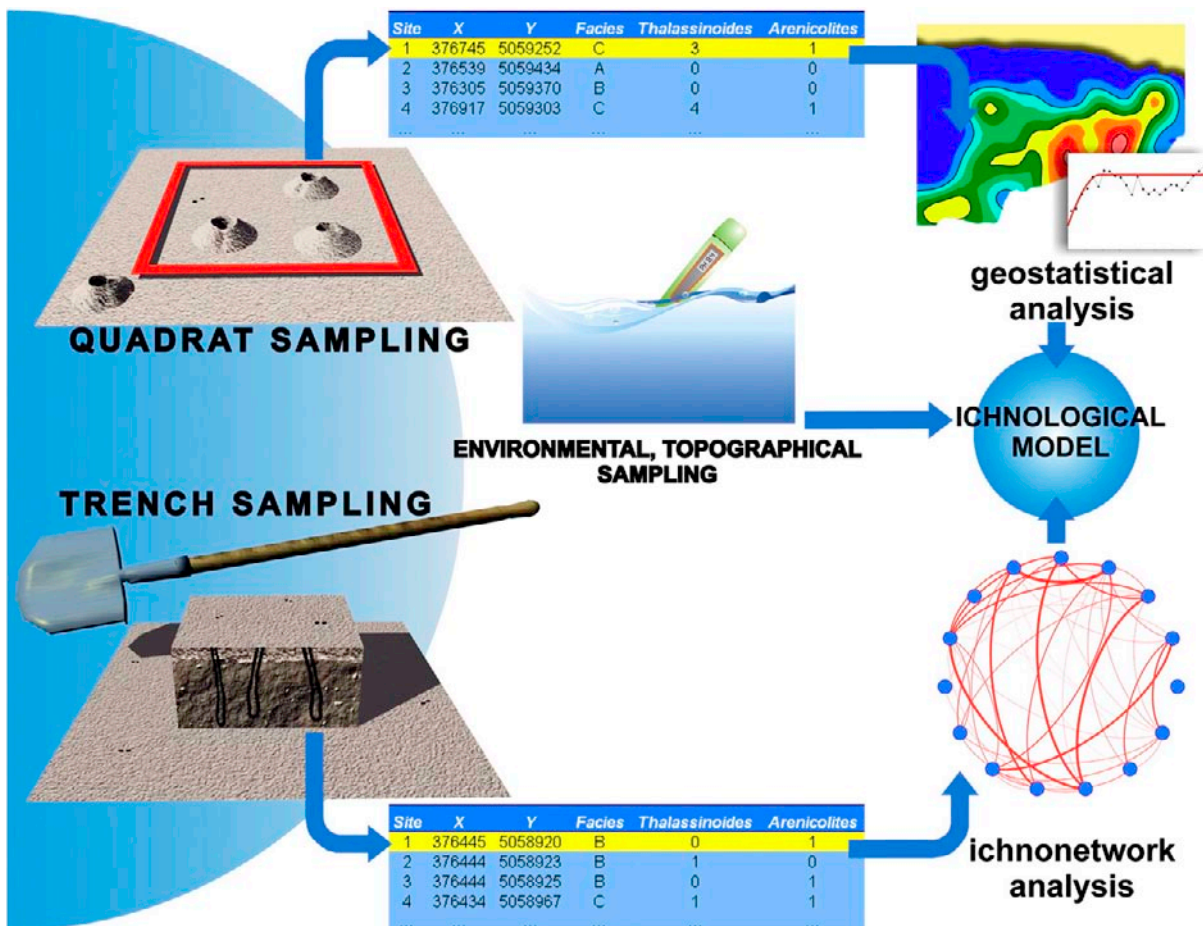 Site X Y Facies Thalassinoides Arenicolites
1 376745 5059252 C 3 1
2 376539 5059434 A 0 0
3 376305 5059370 B 0 0
4 376917 5059303 C 4 1
... ... ... ... ... ...
QUADRAT SAMPLING
geostatistical
analysis
ENVIRONMENTAL, TOPOGRAPHICAL
SAMPLING
ICHNOLOGICAL
MODEL
TRENCH SAMPLING
Site X Y Facies Thalassinoides Arenicolites
1 376445 5058920 B 0 1
2 376444 5058923 B 1 0
3 376444 5058925 B 0 1
4 376434 5058967 C 1 1
... ... ... ... ... ...
ichnonetwork
analysis